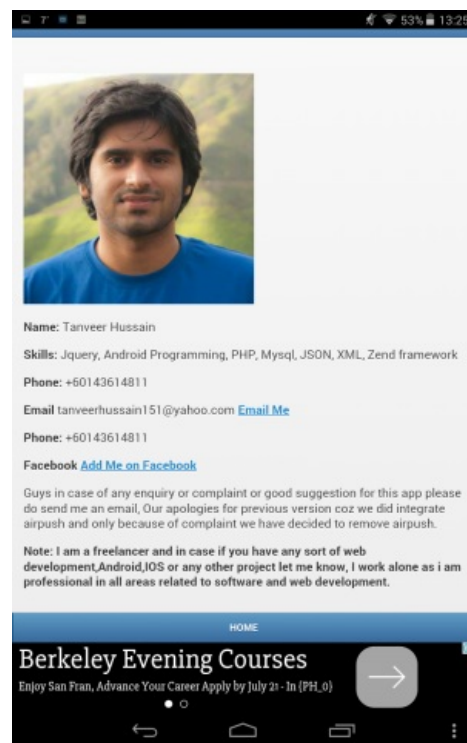 53% 13:25
Name: Tanveer Hussain
Skills: Jquery, Android Programming, PHP, Mysql, JSON, XML, Zend framework
Phone: +60143614811
Email tanveerhussain151@yahoo.com Email Me
Phone: +60143614811
Facebook Add Me on Facebook
Guys in case of any enquiry or complaint or good suggestion for this app please
do send me an email, Our apologies for previous version coz we did integrate
airpush and only because of complaint we have decided to remove airpush.
Note: I am a freelancer and in case if you have any sort of web
development,Android,IOS or any other project let me know, I work alone as i am
professional in all areas related to software and web development.
HOME
Berkeley Evening Courses
Enjoy San Fran, Advance Your Career Apply by July 21 - In {PH_0}